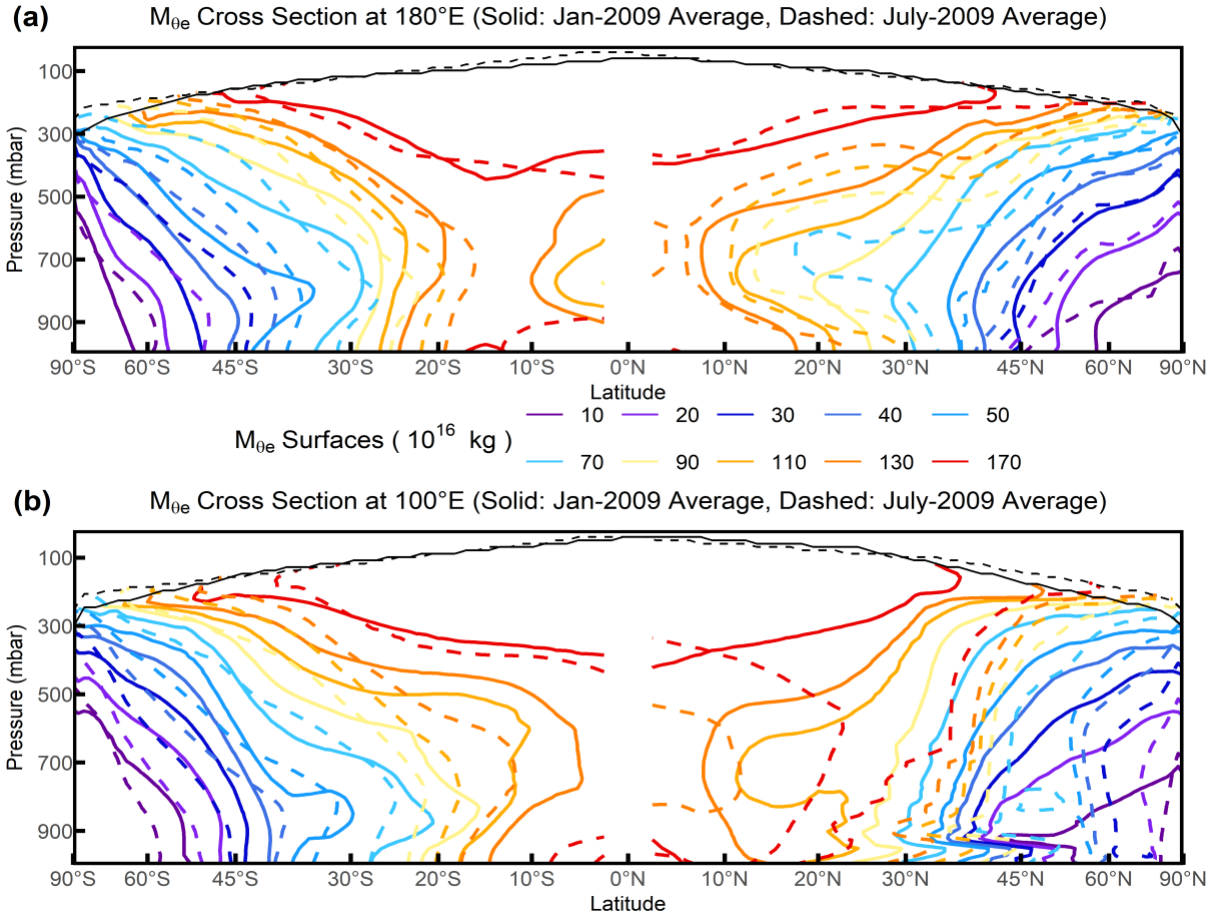 (a) Mθe Cross Section at 180°E (Solid: Jan-2009 Average, Dashed: July-2009 Average)
Pressure (mbar)
100
300
500
700
900
90°S 60°S 45°S 30°S 20°S 10°S 0°N 10°N 20°N 30°N 45°N 60°N 90°N
Latitude
Mθe Surfaces ( 10^16 kg )
10 20 30 40 50
70 90 110 130 170
(b) Mθe Cross Section at 100°E (Solid: Jan-2009 Average, Dashed: July-2009 Average)
Pressure (mbar)
100
300
500
700
900
90°S 60°S 45°S 30°S 20°S 10°S 0°N 10°N 20°N 30°N 45°N 60°N 90°N
Latitude